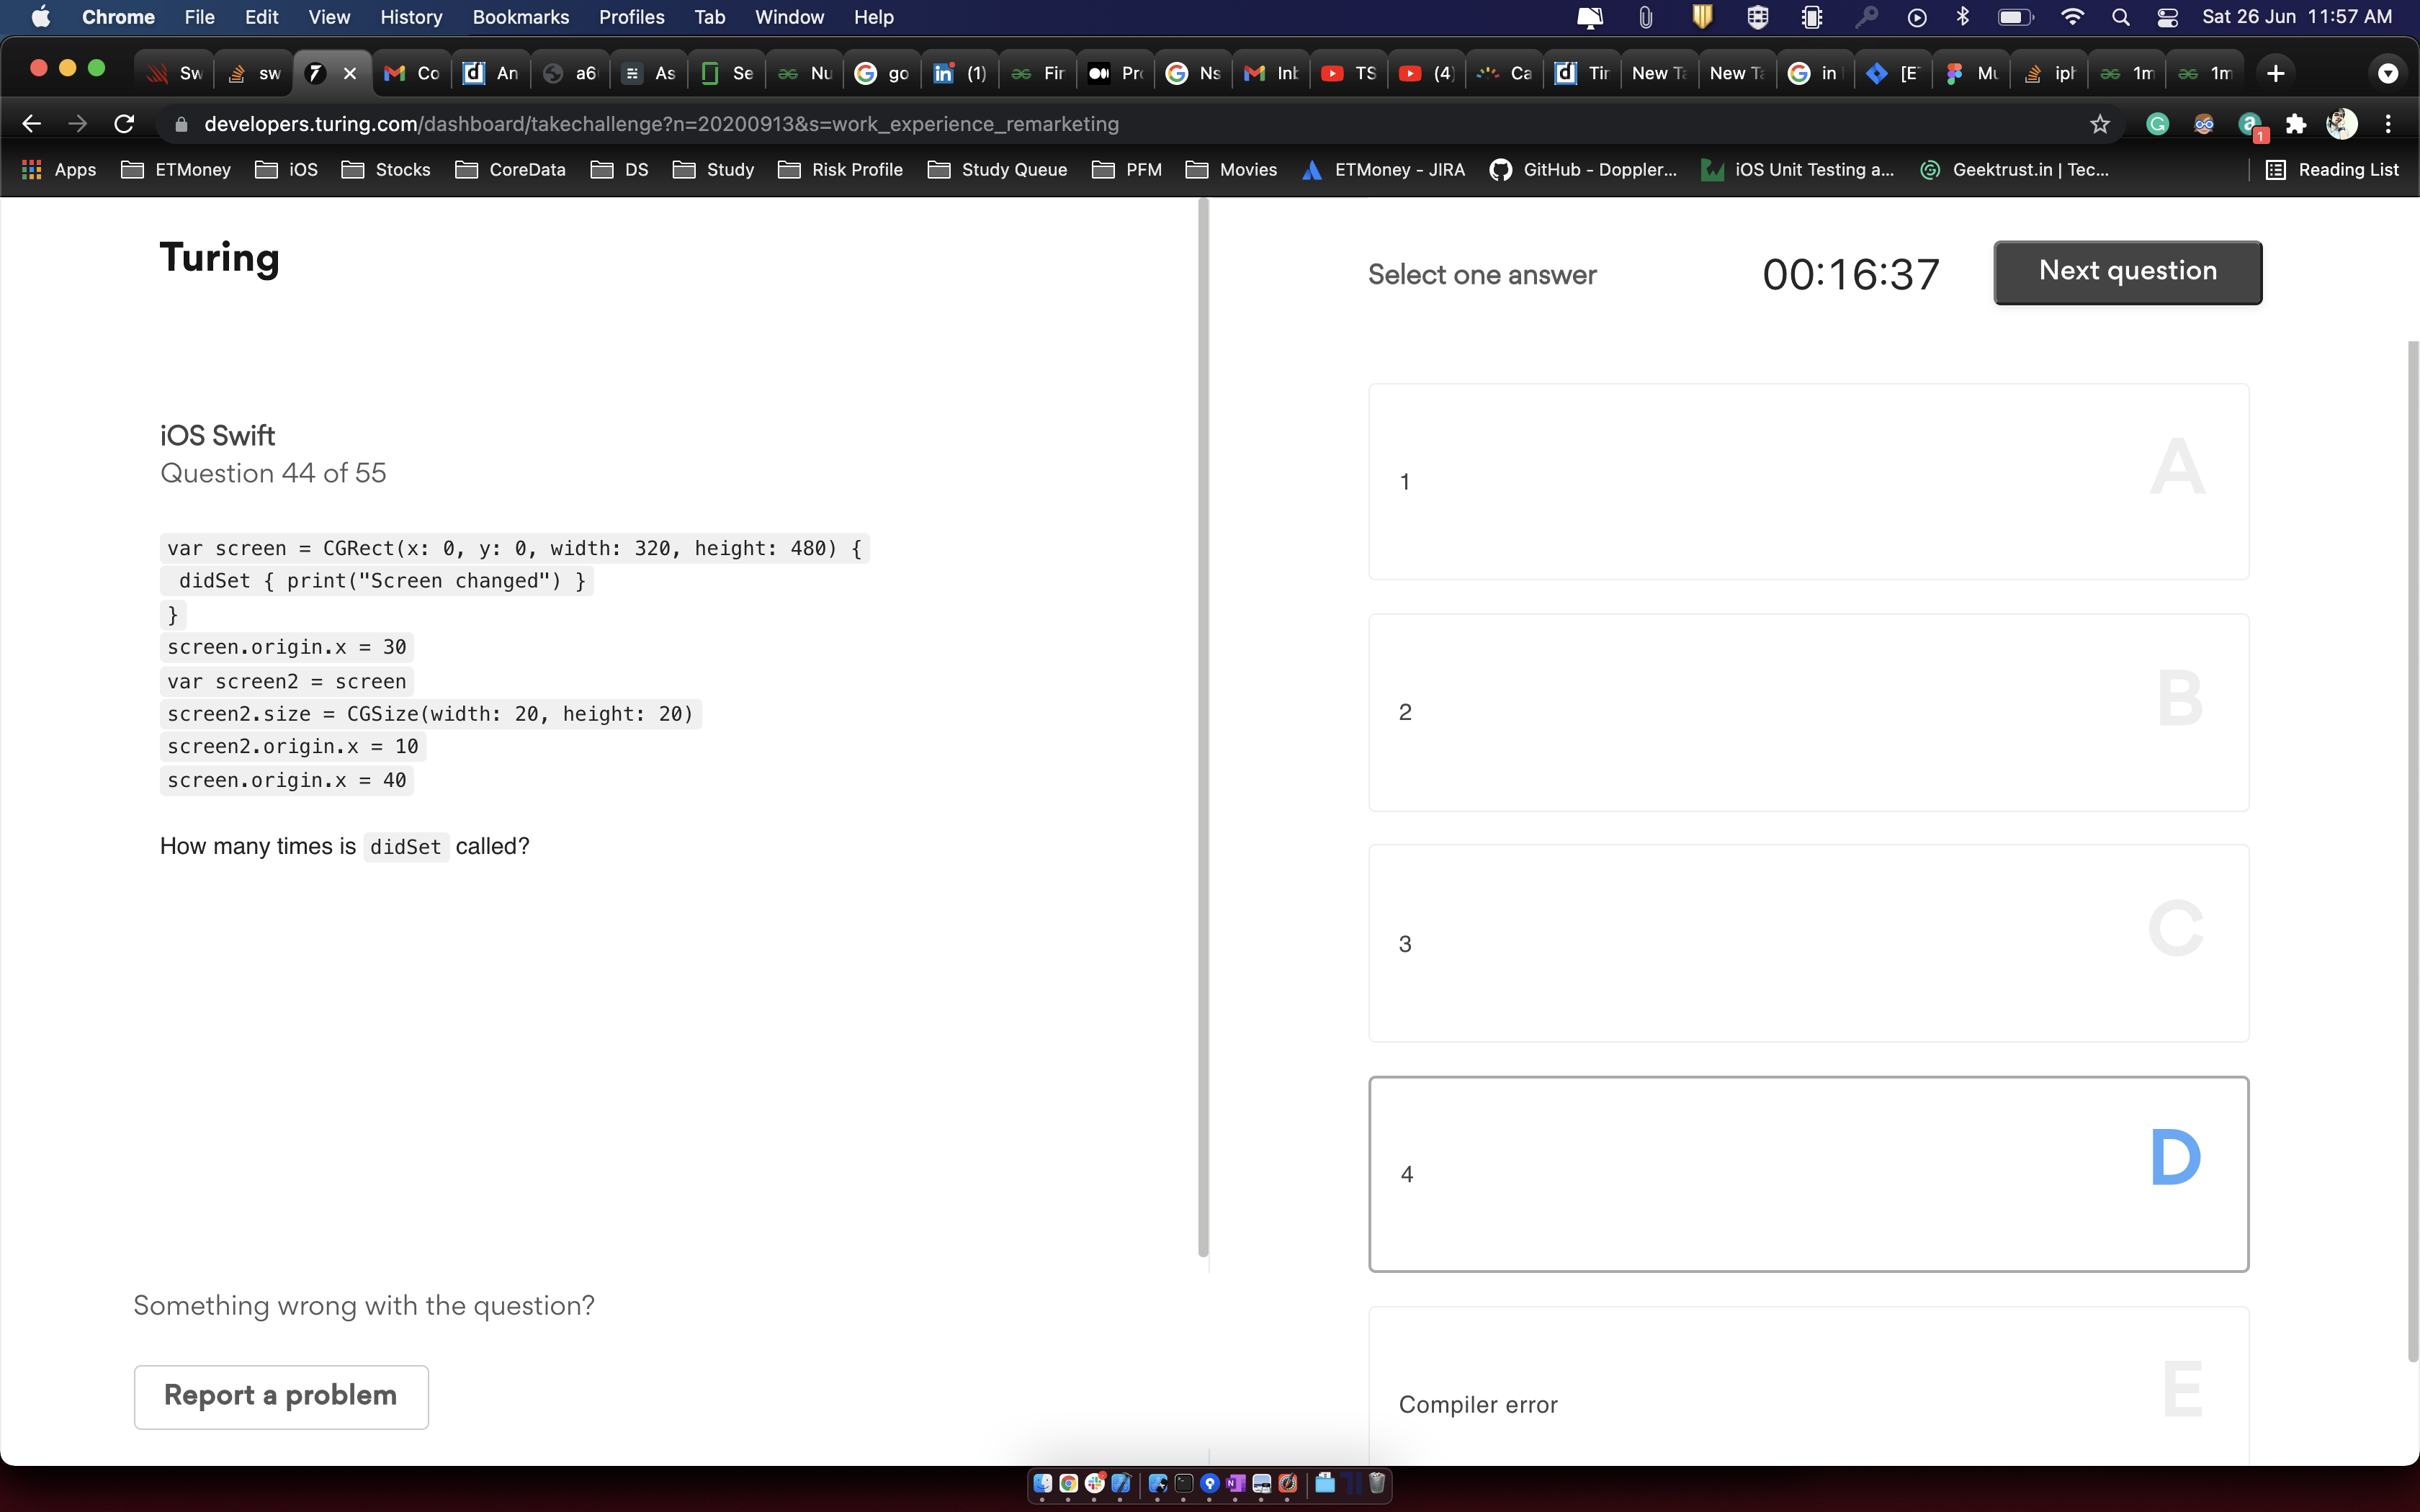 Chrome File Edit View History Bookmarks Profiles Tab Window Help Sat 26 Jun 11:57 AM
Sw sw Co An a6 As Se Nu go (1) Fir Pr Ns Inb TS (4 Ca Tir New Ta New Ta in [E Mu iph 1m 1m
developers.turing.com/dashboard/takechallenge?n=20200913&s=work_experience_remarketing 1
Apps ETMoney iOS Stocks CoreData DS Study Risk Profile Study Queue PFM Movies ETMoney - JIRA GitHub - Doppler... iOS Unit Testing a... Geektrust.in | Tec... Reading List
Turing
iOS Swift
Question 44 of 55
var screen = CGRect(x: 0, y: 0, width: 320, height: 480) {
didSet { print("Screen changed") }
}
screen.origin.x = 30
var screen2 = screen
screen2.size = CGSize(width: 20, height: 20)
screen2.origin.x = 10
screen.origin.x = 40
How many times is didSet called?
Something wrong with the question?
Report a problem
Select one answer 00:16:37 Next question
1 A
2 B
3 C
4 D
Compiler error E